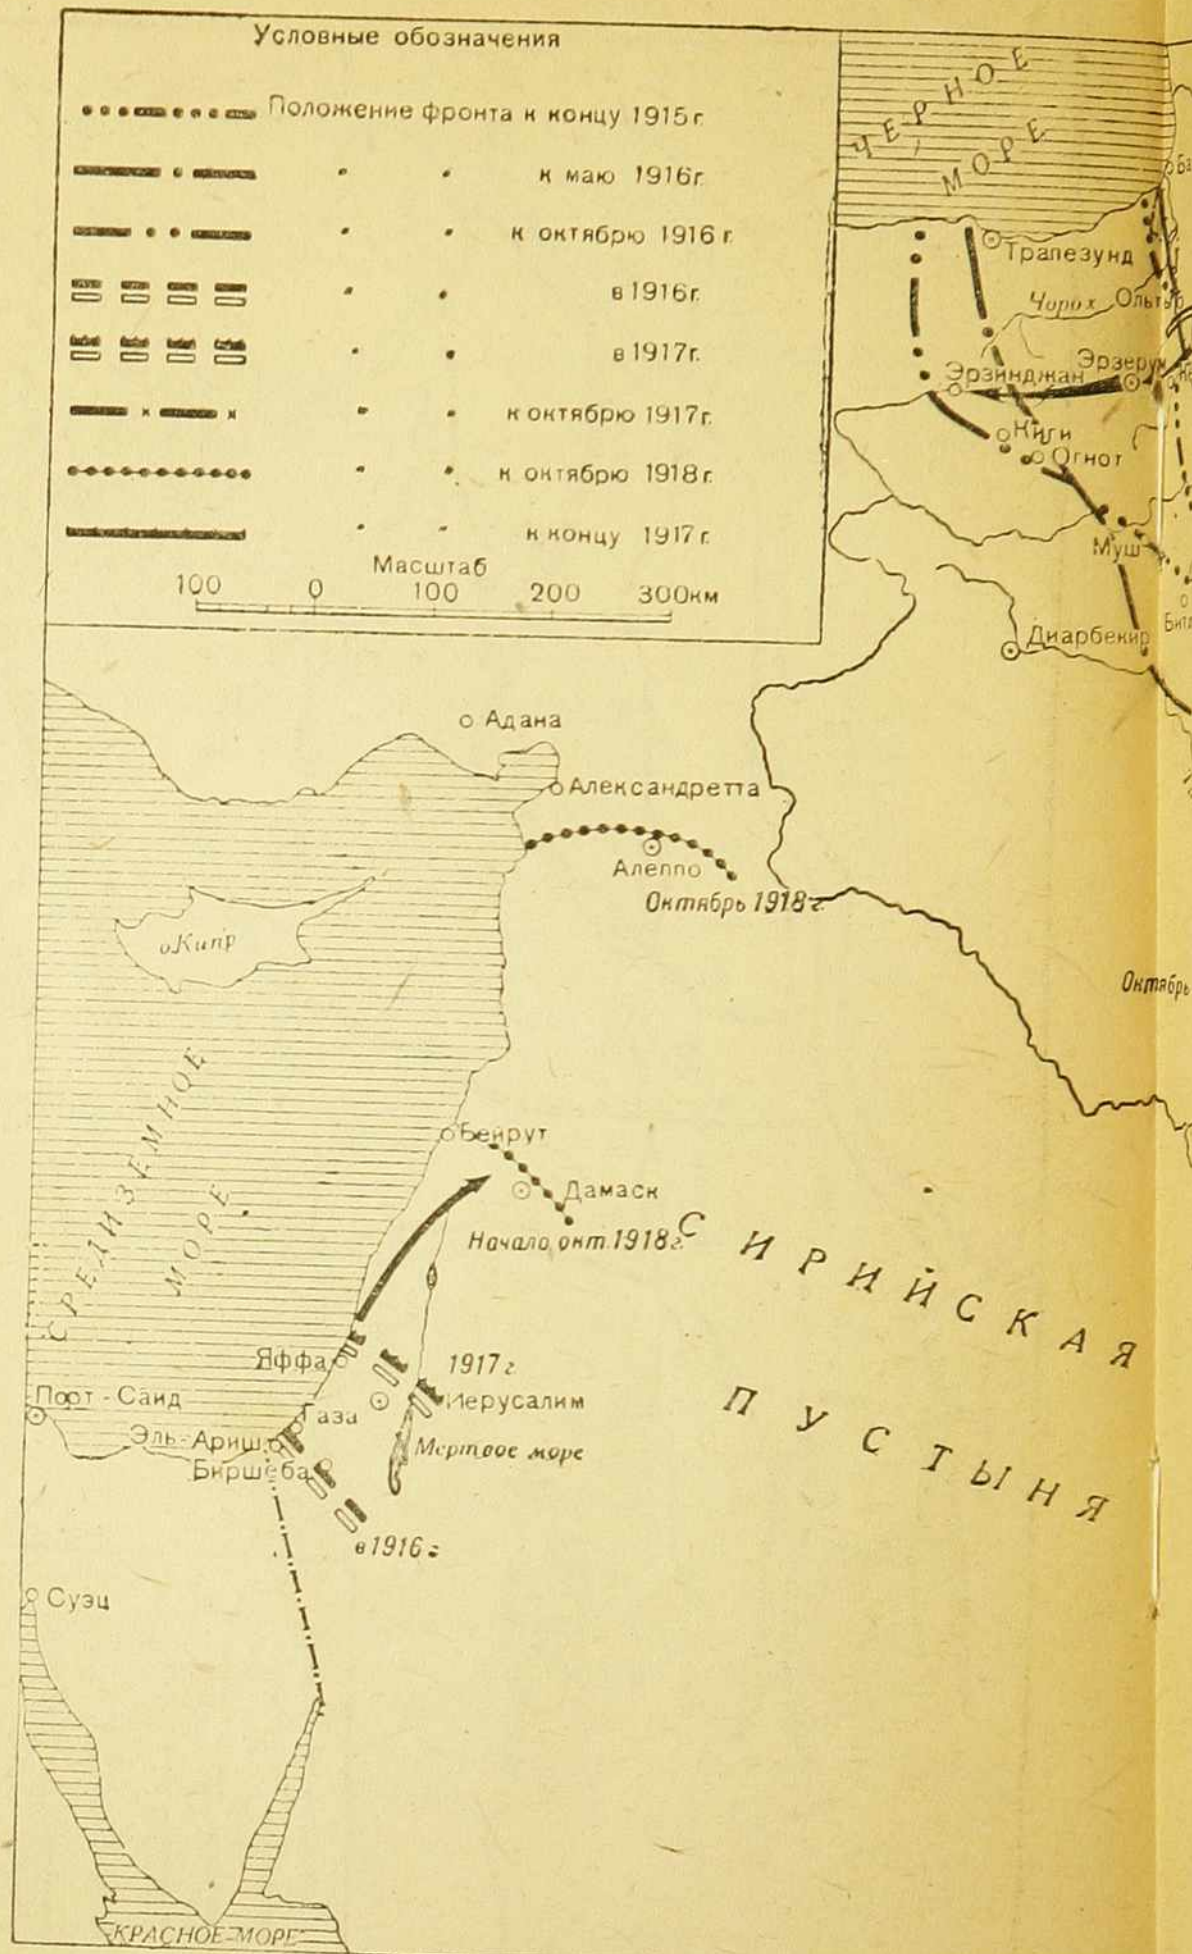 Условные обозначения
Положение фронта к концу 1915 г.
" " к маю 1916 г.
" " к октябрю 1916 г.
" " в 1916 г.
" " в 1917 г.
" " к октябрю 1917 г.
" " к октябрю 1918 г.
" " к концу 1917 г.
Масштаб
100 0 100 200 300 км
ЧЕРНОЕ
МОРЕ
Трапезунд
Чорох
Эрзерум
Эрзинджан
Киги
Огнот
Муш
Диарбекир
Адана
Александретта
Алеппо
Октябрь 1918 г.
Кипр
Октябрь
СРЕДИЗЕМНОЕ
МОРЕ
Бейрут
Дамаск
Начало окт. 1918 г.
СИРИЙСКАЯ
ПУСТЫНЯ
Яффа
1917 г.
Порт-Саид
Газа
Иерусалим
Эль-Ариш
Мертвое море
Биршеба
в 1916 г.
Суэц
КРАСНОЕ МОРЕ